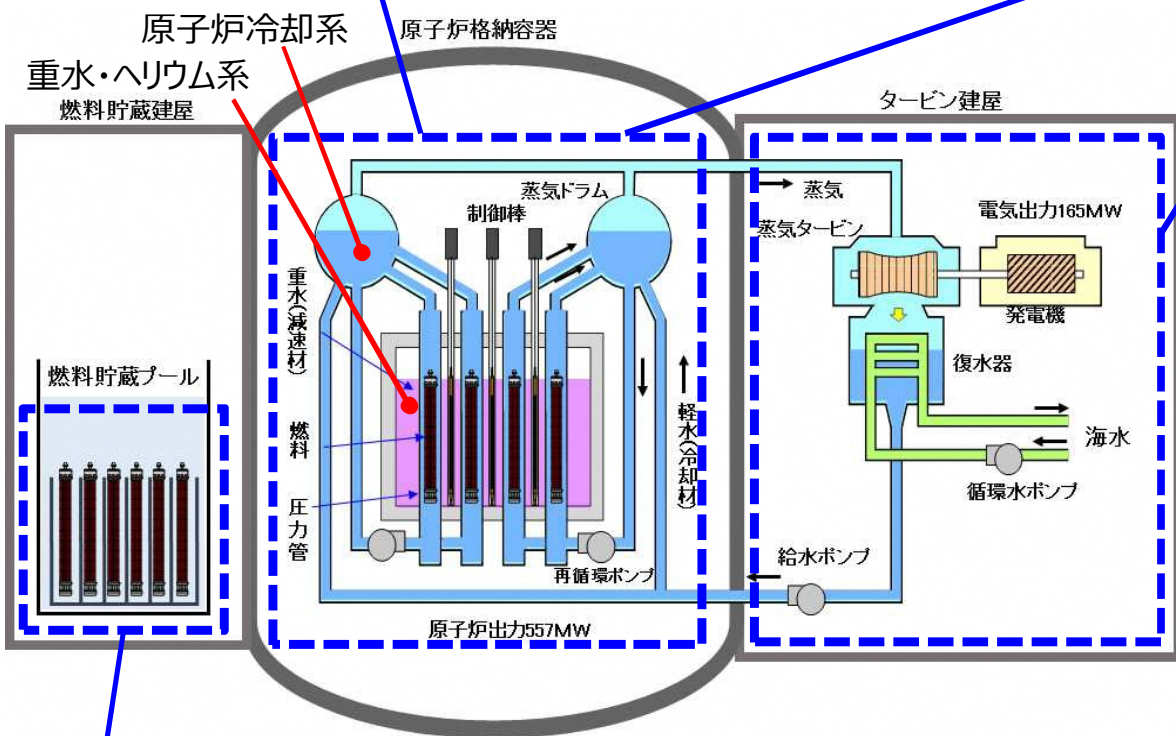 原子炉冷却系
原子炉格納容器
重水・ヘリウム系
燃料貯蔵建屋
タービン建屋
蒸気ドラム
蒸気
制御棒
電気出力165MW
蒸気タービン
重水(減速材)
発電機
燃料貯蔵プール
復水器
燃料
軽水(冷却材)
海水
循環水ポンプ
圧力管
給水ポンプ
再循環ポンプ
原子炉出力557MW